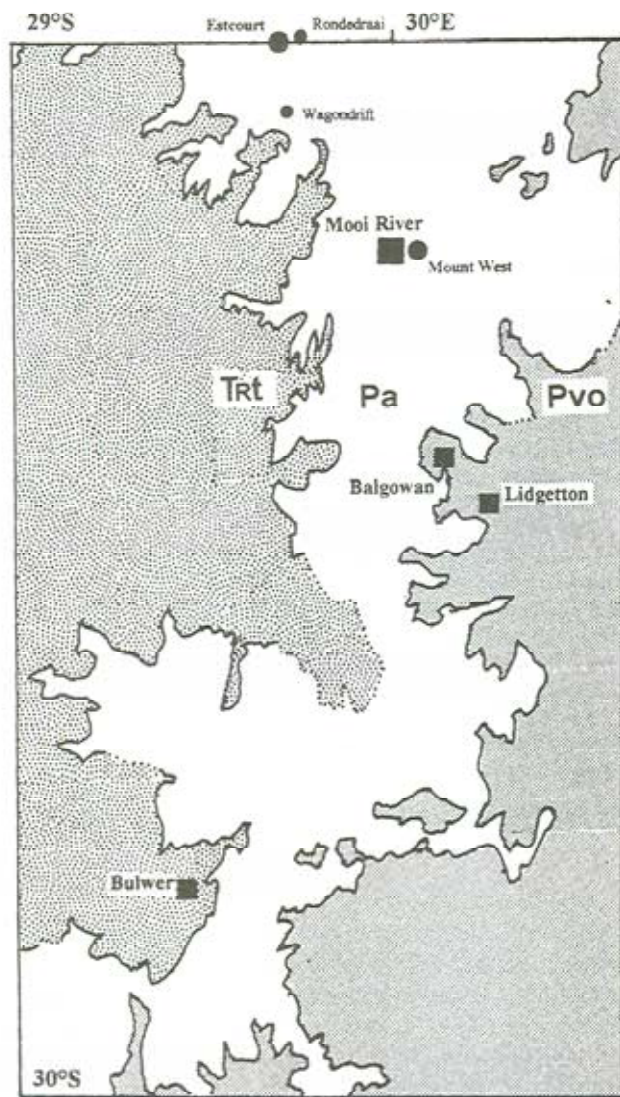 29°S
Estcourt
Rondedraai
30°E
Wagondrift
Mooi River
Mount West
TRt
Pa
Pvo
Balgowan
Lidgetton
Bulwer
30°S